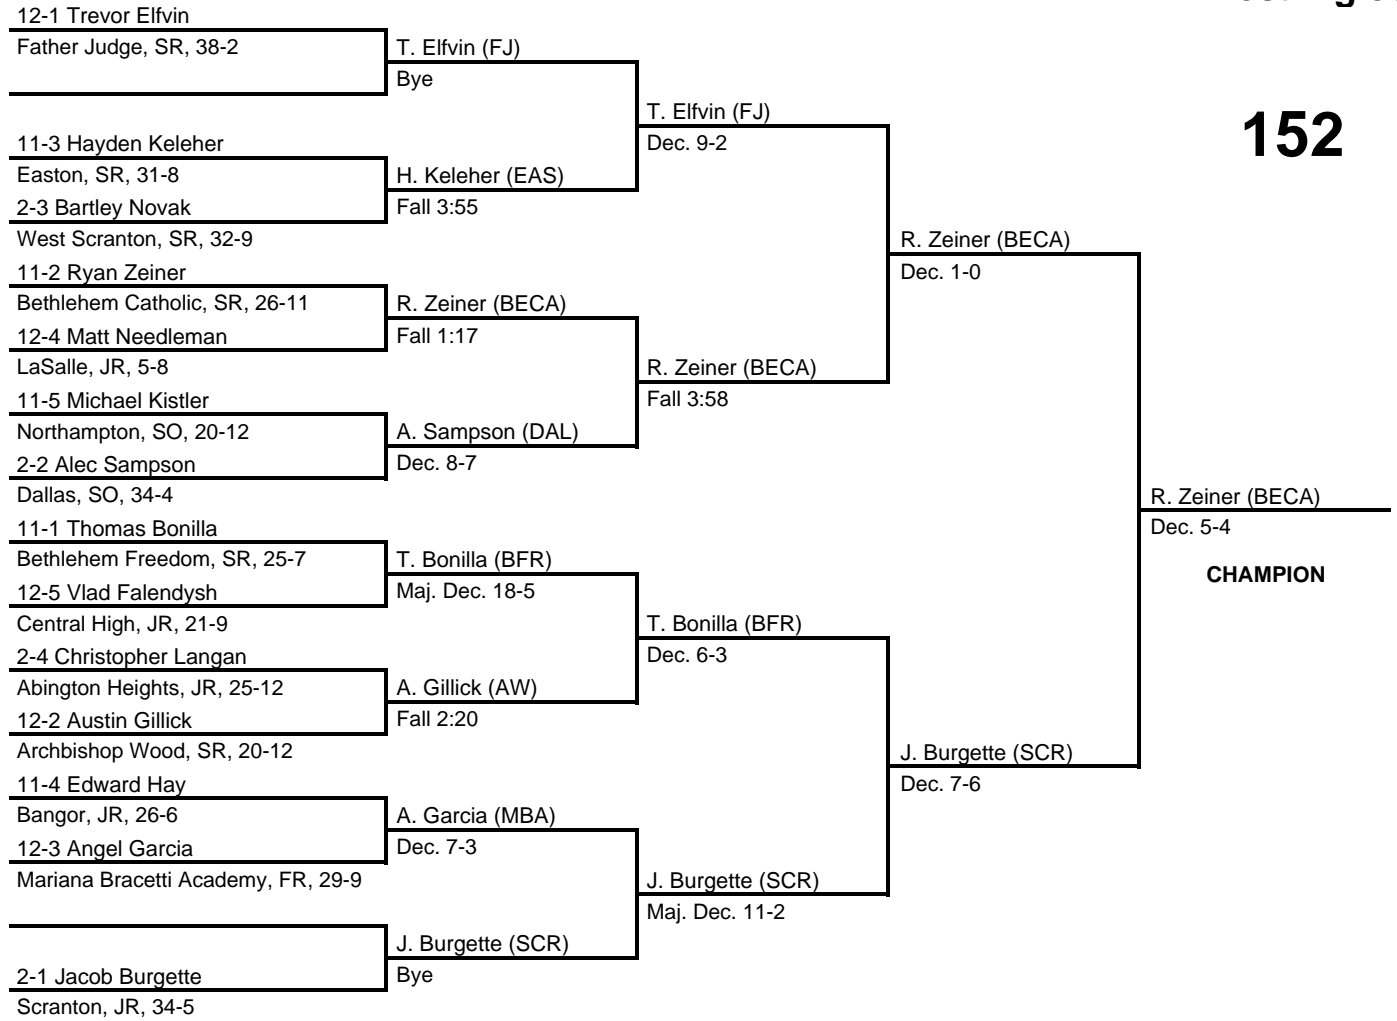 12-1 Trevor Elfvin
Father Judge, SR, 38-2
T. Elfvin (FJ)
Bye
T. Elfvin (FJ)
Dec. 9-2
152
11-3 Hayden Keleher
Easton, SR, 31-8
H. Keleher (EAS)
2-3 Bartley Novak
Fall 3:55
West Scranton, SR, 32-9
R. Zeiner (BECA)
11-2 Ryan Zeiner
Dec. 1-0
Bethlehem Catholic, SR, 26-11
R. Zeiner (BECA)
12-4 Matt Needleman
Fall 1:17
LaSalle, JR, 5-8
R. Zeiner (BECA)
11-5 Michael Kistler
Fall 3:58
Northampton, SO, 20-12
A. Sampson (DAL)
2-2 Alec Sampson
Dec. 8-7
Dallas, SO, 34-4
R. Zeiner (BECA)
11-1 Thomas Bonilla
Dec. 5-4
Bethlehem Freedom, SR, 25-7
T. Bonilla (BFR)
CHAMPION
12-5 Vlad Falendysh
Maj. Dec. 18-5
Central High, JR, 21-9
T. Bonilla (BFR)
2-4 Christopher Langan
Dec. 6-3
Abington Heights, JR, 25-12
A. Gillick (AW)
12-2 Austin Gillick
Fall 2:20
Archbishop Wood, SR, 20-12
J. Burgette (SCR)
11-4 Edward Hay
Dec. 7-6
Bangor, JR, 26-6
A. Garcia (MBA)
12-3 Angel Garcia
Dec. 7-3
Mariana Bracetti Academy, FR, 29-9
J. Burgette (SCR)
Maj. Dec. 11-2
J. Burgette (SCR)
2-1 Jacob Burgette
Bye
Scranton, JR, 34-5